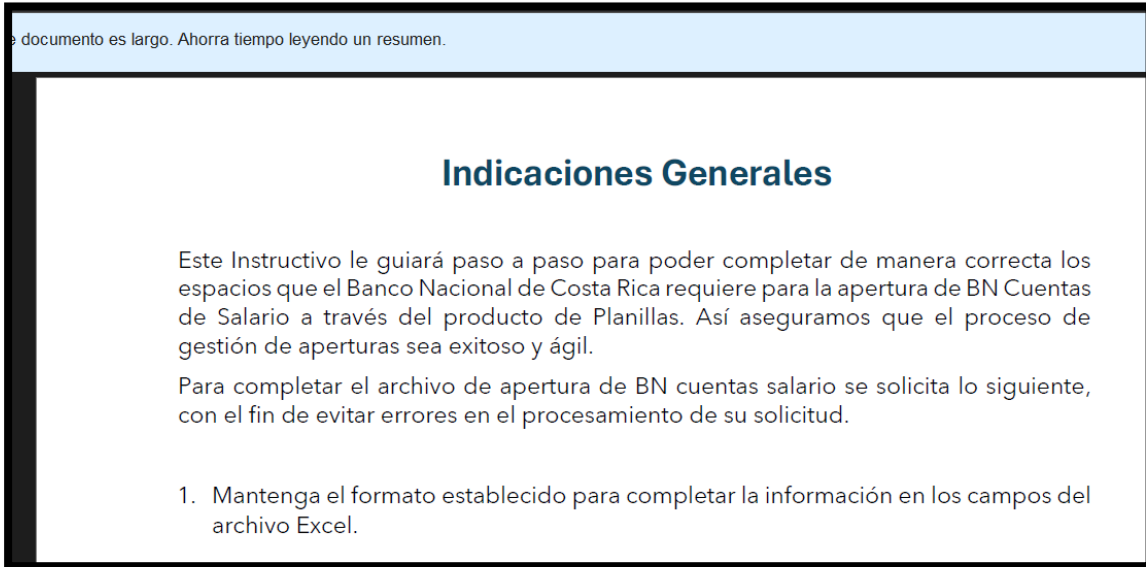 documento es largo. Ahorra tiempo leyendo un resumen.
Indicaciones Generales
Este Instructivo le guiará paso a paso para poder completar de manera correcta los
espacios que el Banco Nacional de Costa Rica requiere para la apertura de BN Cuentas
de Salario a través del producto de Planillas. Así aseguramos que el proceso de
gestión de aperturas sea exitoso y ágil.
Para completar el archivo de apertura de BN cuentas salario se solicita lo siguiente,
con el fin de evitar errores en el procesamiento de su solicitud.
1. Mantenga el formato establecido para completar la información en los campos del
archivo Excel.